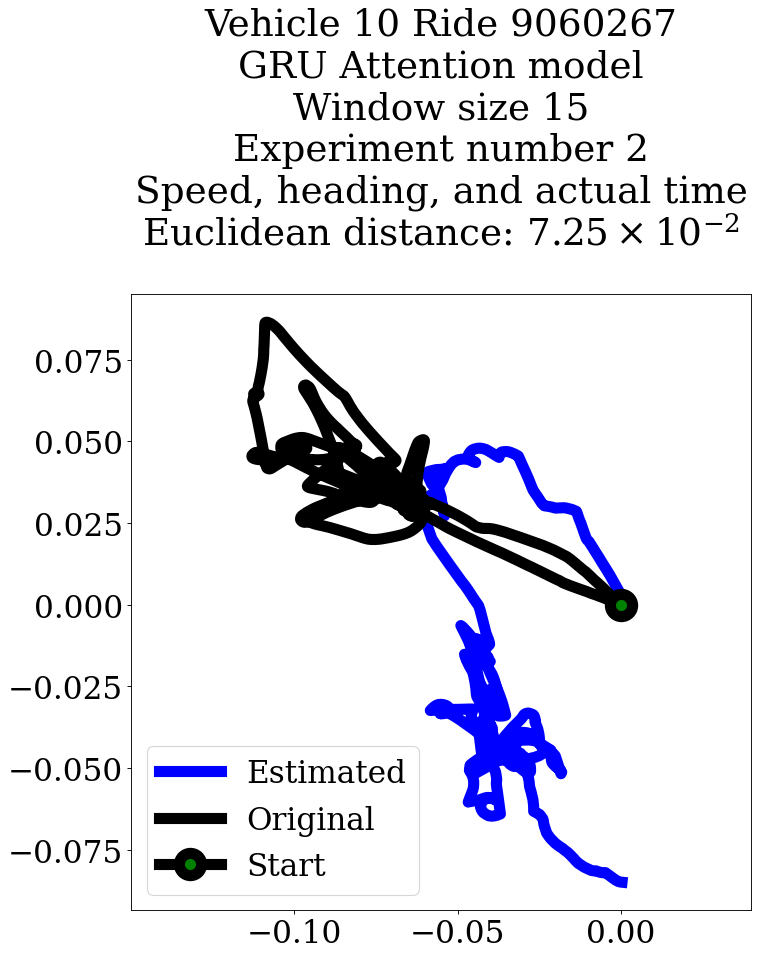 Vehicle 10 Ride 9060267
GRU Attention model
Window size 15
Experiment number 2
Speed, heading, and actual time
Euclidean distance: 7.25 × 10⁻²
0.075
0.050
0.025
0.000
−0.025
−0.050
−0.075
Estimated
Original
Start
−0.10
−0.05
0.00